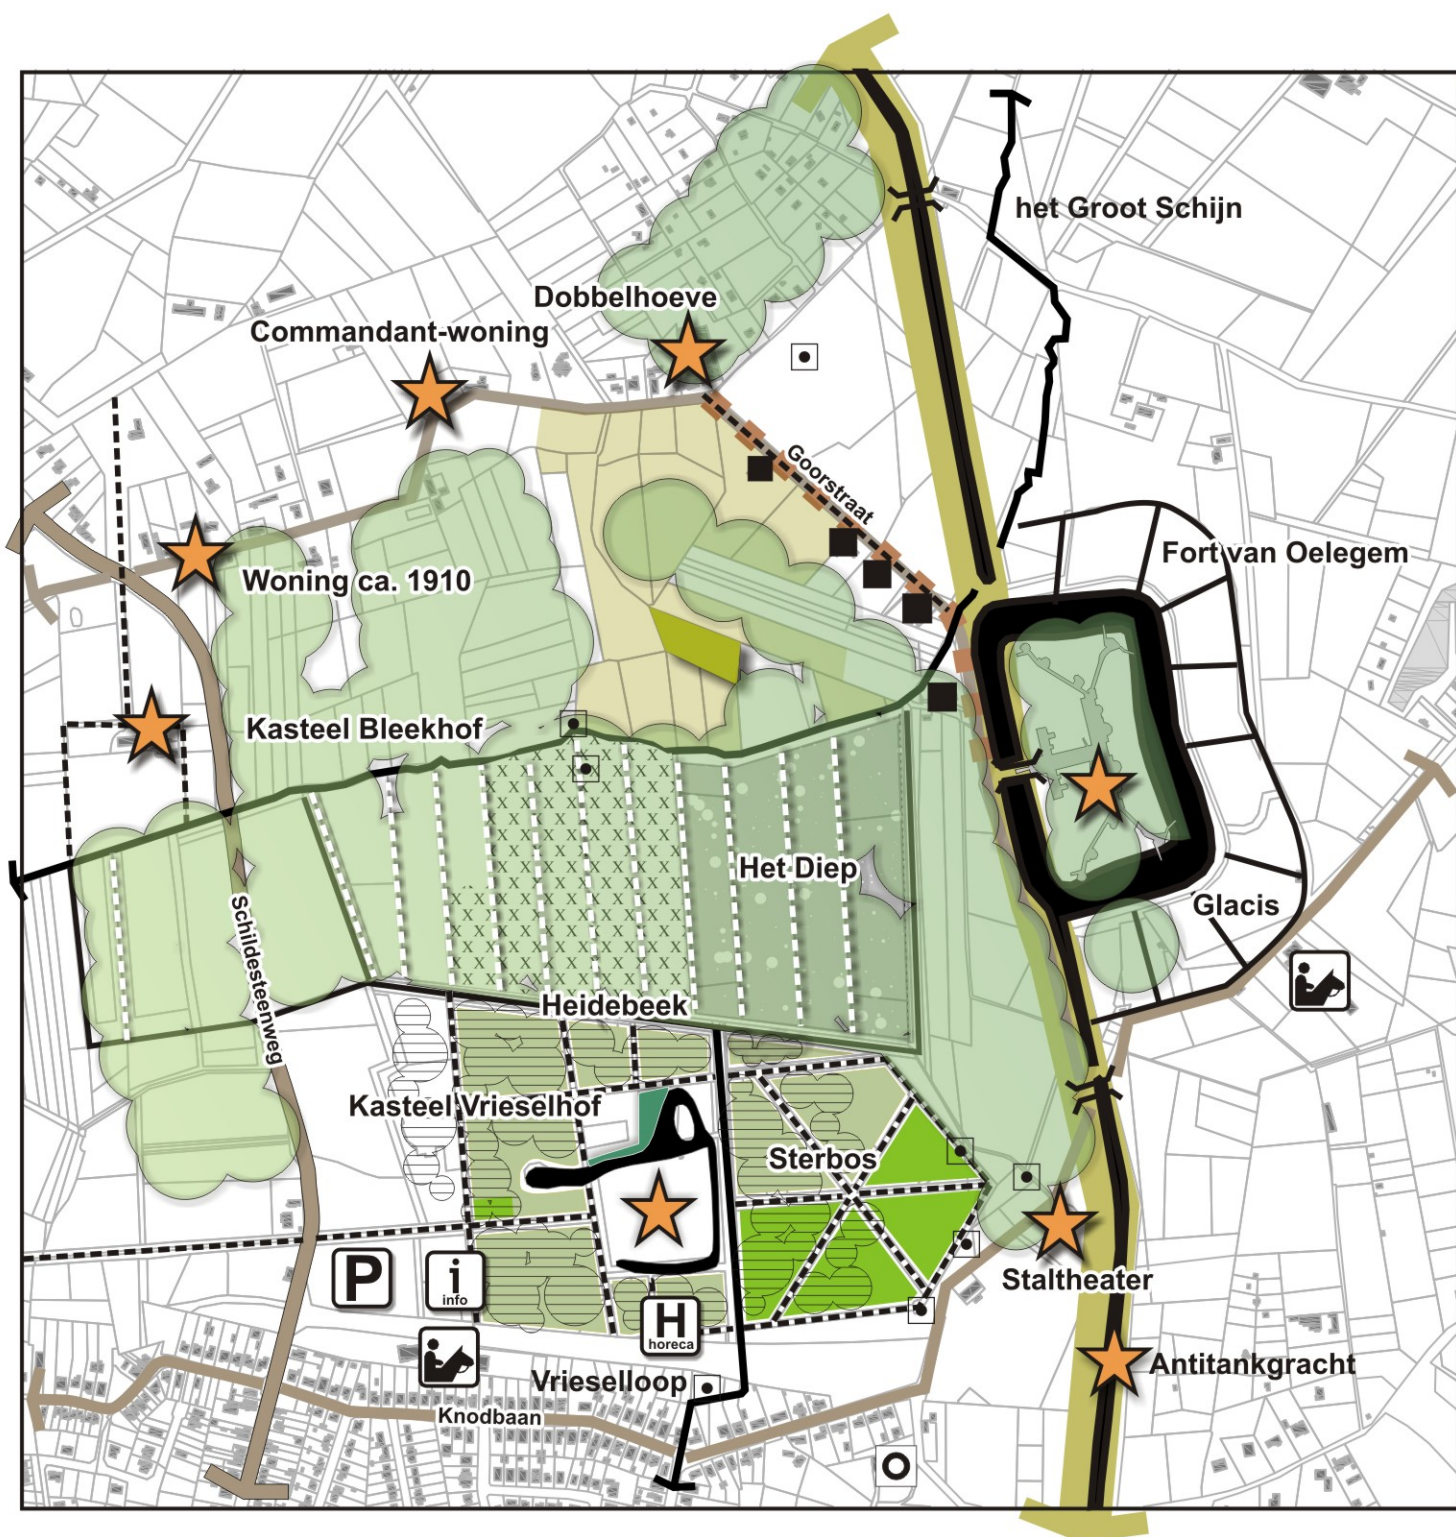 het Groot Schijn
Dobbelhoeve
Commandant-woning
Goorstraat
Fort van Oelegem
Woning ca. 1910
Kasteel Bleekhof
Het Diep
Glacis
Schildesteenweg
X X X X X X X X X X
Heidebeek
Kasteel Vrieselhof
Sterbos
P
i
info
Staltheater
H
horeca
Antitankgracht
Vrieselloop
Knodbaan